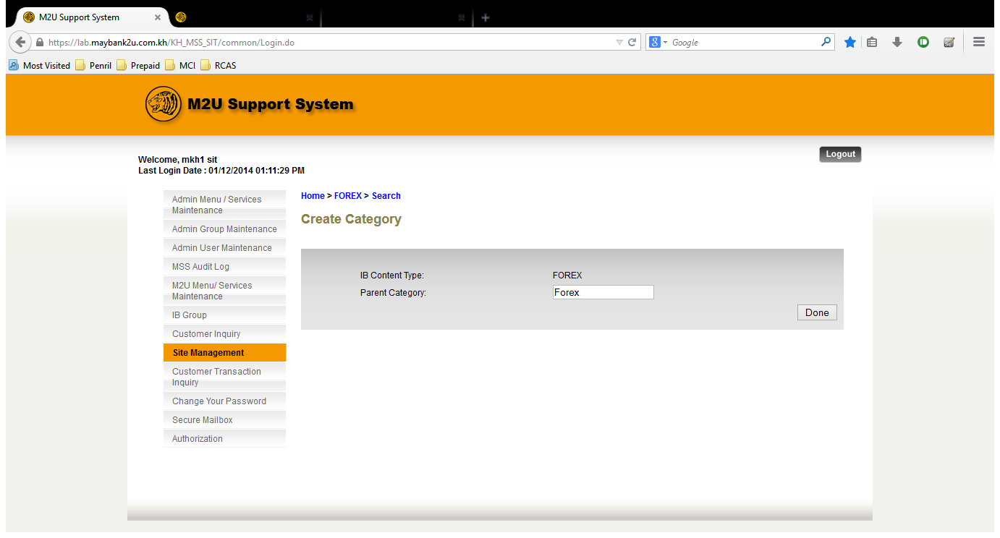 M2U Support System
https://lab.maybank2u.com.kh/KH_MSS_SIT/common/Login.do
8
Google
Most Visited Penril Prepaid MCI RCAS
M2U Support System
Logout
Welcome, mkh1 sit
Last Login Date : 01/12/2014 01:11:29 PM
Home > FOREX > Search
Create Category
Admin Menu / Services
Maintenance
Admin Group Maintenance
Admin User Maintenance
MSS Audit Log
M2U Menu/ Services
Maintenance
IB Group
Customer Inquiry
Site Management
Customer Transaction
Inquiry
Change Your Password
Secure Mailbox
Authorization
IB Content Type: FOREX
Parent Category: Forex
Done